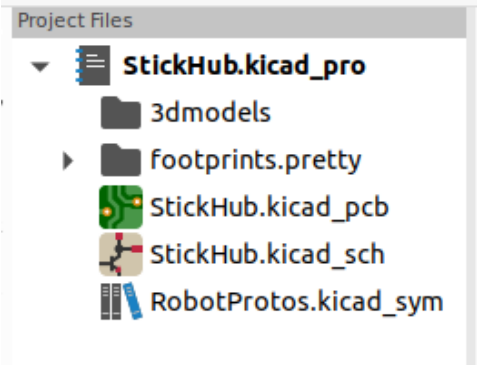 Project Files
StickHub.kicad_pro
3dmodels
footprints.pretty
StickHub.kicad_pcb
StickHub.kicad_sch
RobotProtos.kicad_sym